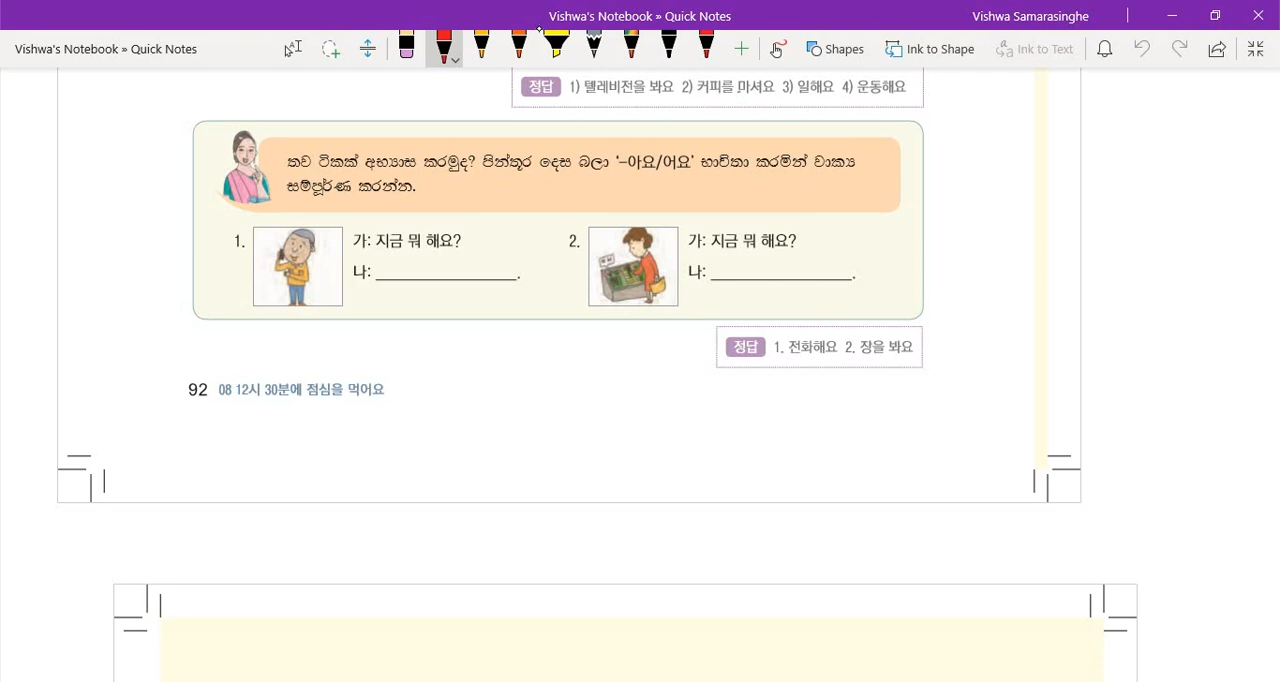 Vishwa's Notebook » Quick Notes
Vishwa Samarasinghe
Vishwa's Notebook » Quick Notes
Shapes
Ink to Shape
Ink to Text
정답 1) 텔레비전을 봐요 2) 커피를 마셔요 3) 일해요 4) 운동해요
තව ටිකක් අභ්‍යාස කරමුද? පින්තූර දෙස බලා '–아요/어요' භාවිතා කරමින් වාක්‍ය
සම්පූර්ණ කරන්න.
1. 가: 지금 뭐 해요?
나: ________________.
2. 가: 지금 뭐 해요?
나: ________________.
정답 1. 전화해요 2. 장을 봐요
92 08 12시 30분에 점심을 먹어요